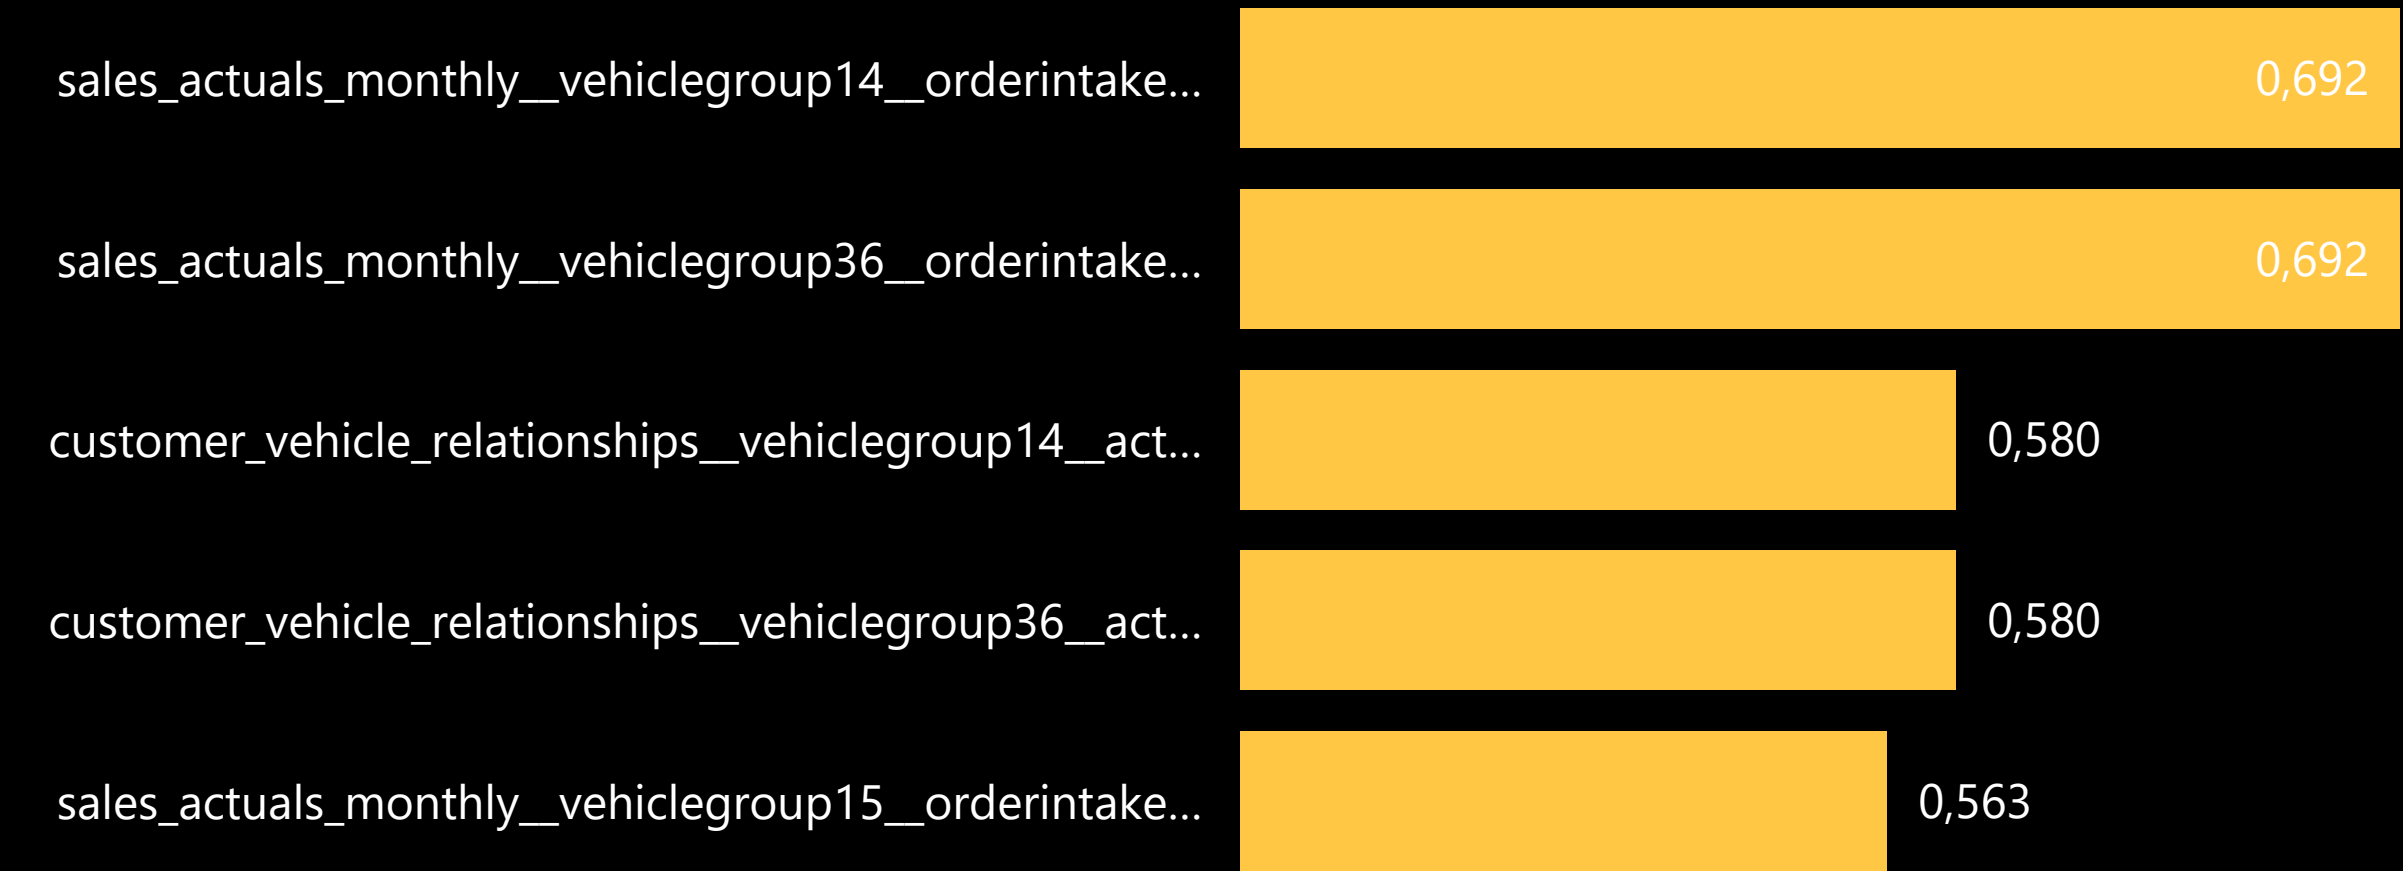 sales_actuals_monthly__vehiclegroup14__orderintake... 0,692
sales_actuals_monthly__vehiclegroup36__orderintake... 0,692
customer_vehicle_relationships__vehiclegroup14__act... 0,580
customer_vehicle_relationships__vehiclegroup36__act... 0,580
sales_actuals_monthly__vehiclegroup15__orderintake... 0,563